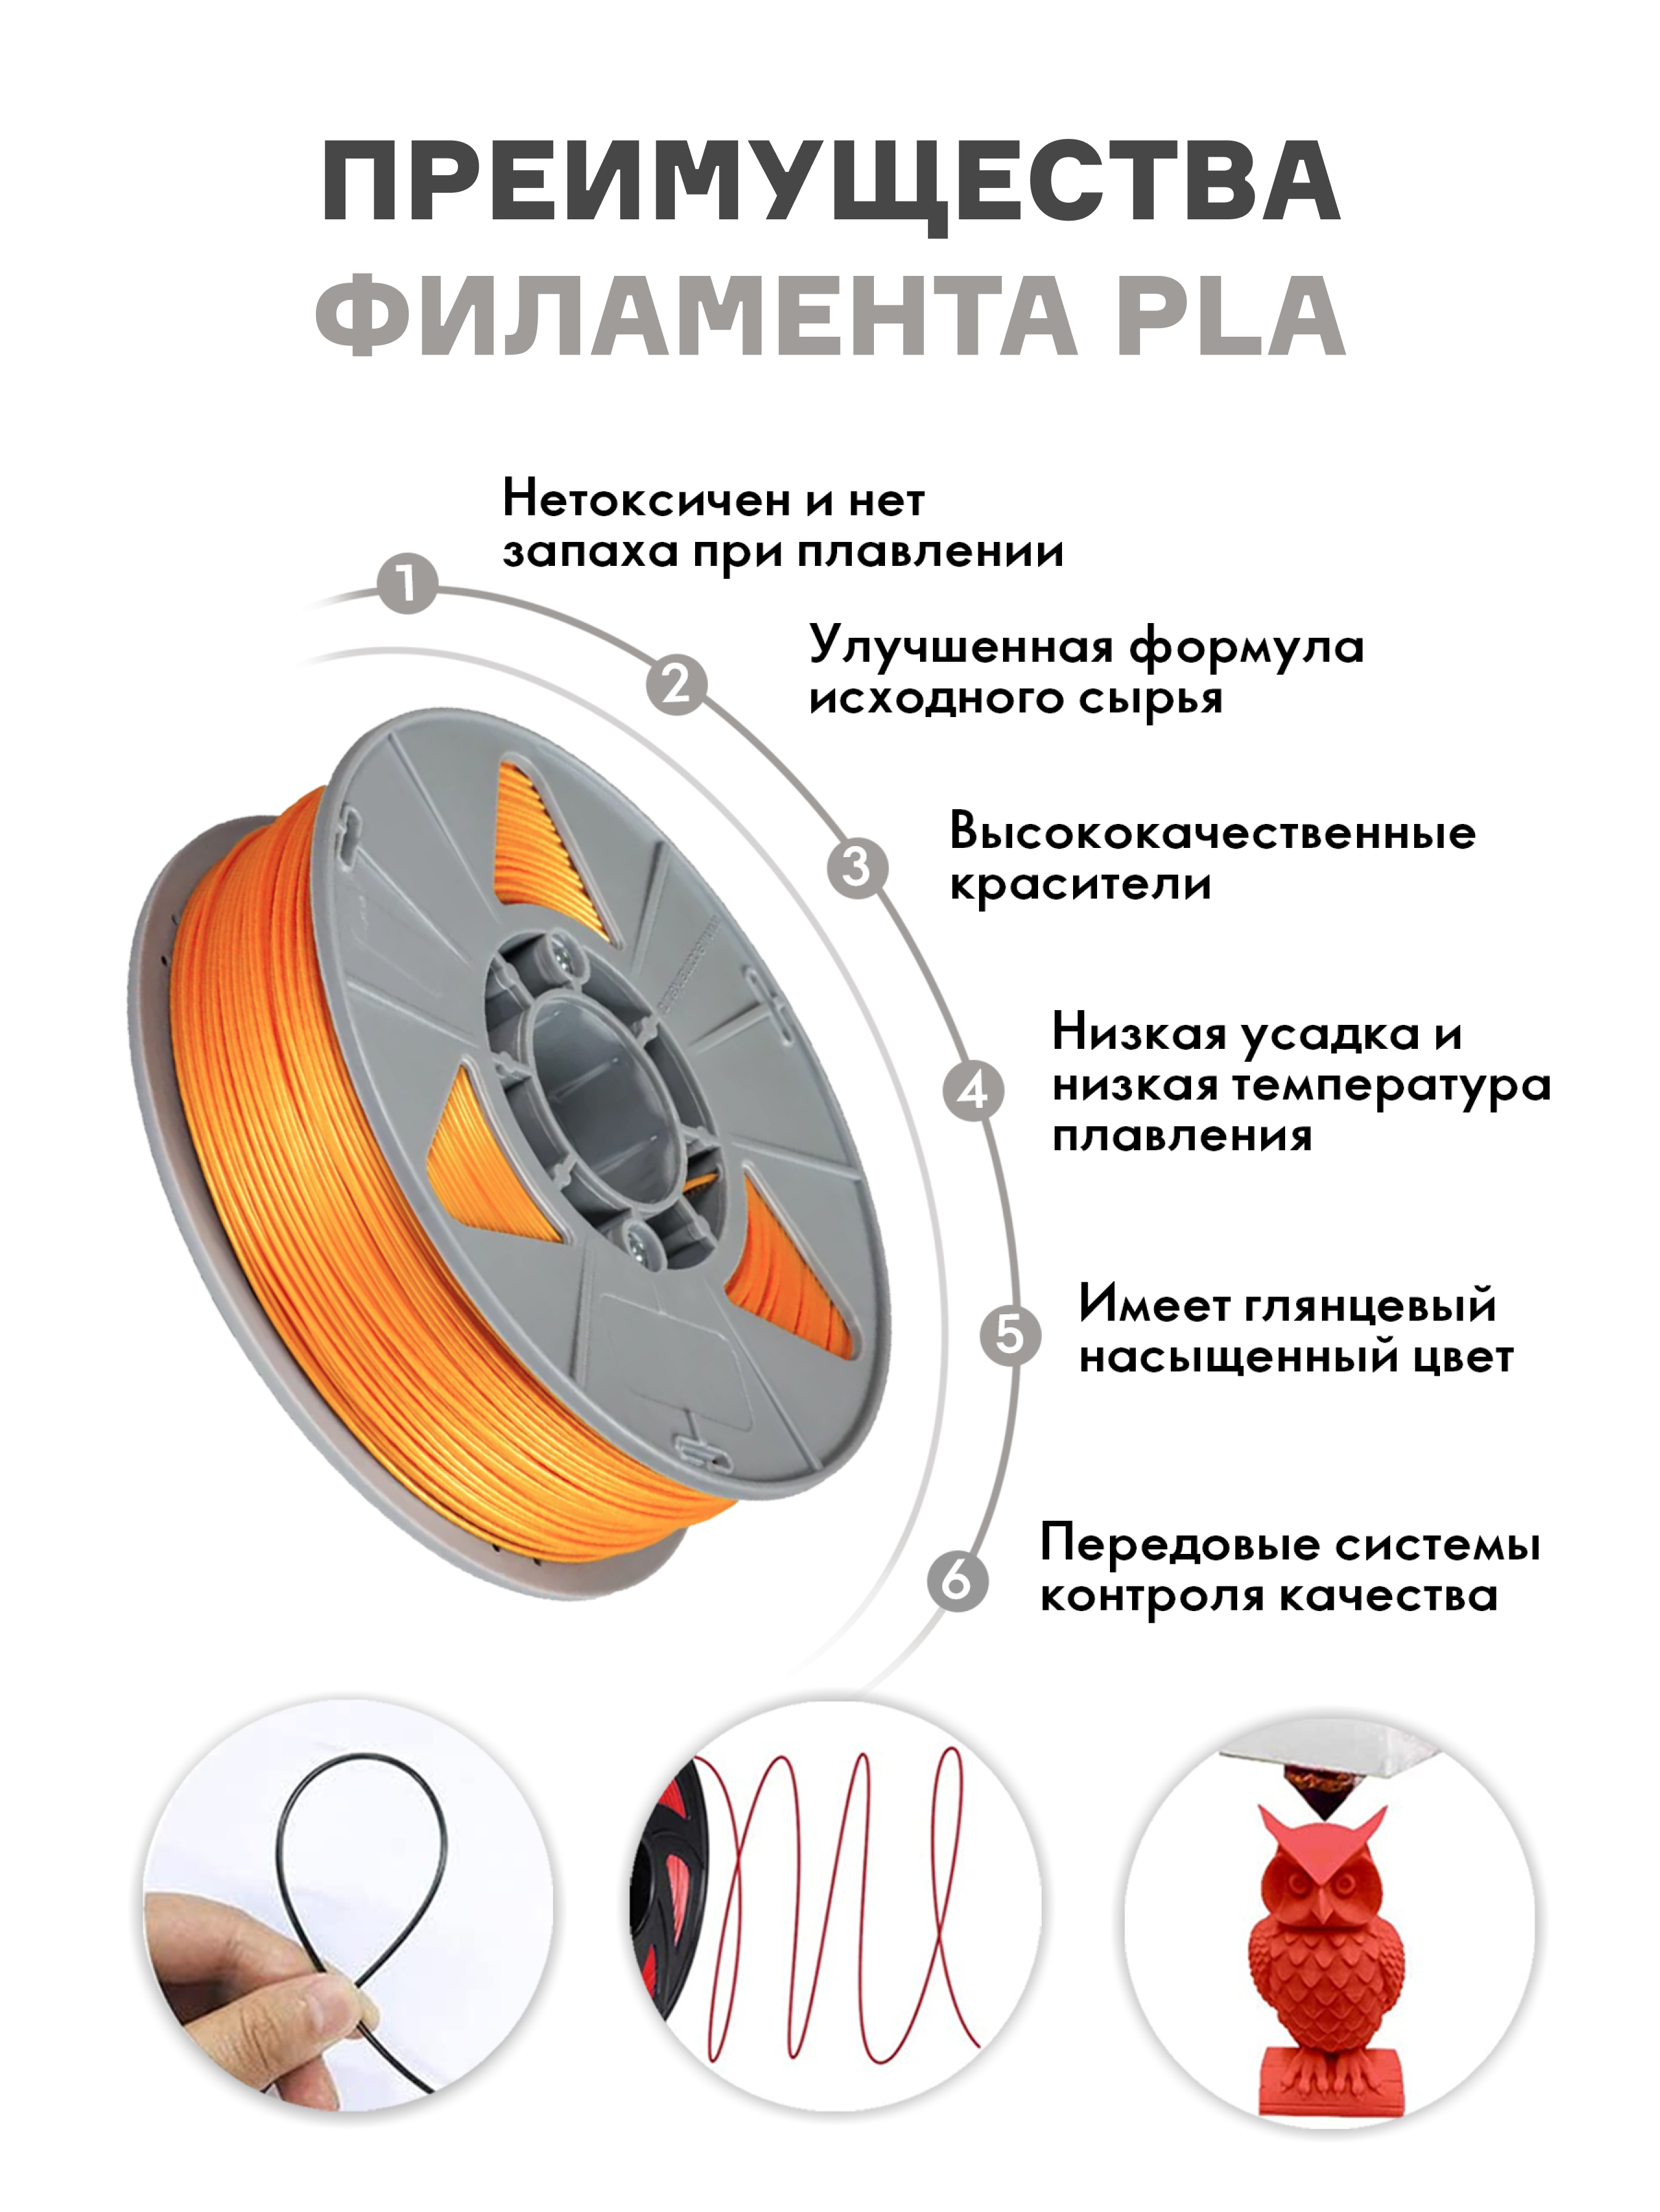 ПРЕИМУЩЕСТВА
ФИЛАМЕНТА PLA
Нетоксичен и нет
запаха при плавлении
1
Улучшенная формула
исходного сырья
2
Высококачественные
красители
3
Низкая усадка и
низкая температура
плавления
4
Имеет глянцевый
насыщенный цвет
5
Передовые системы
контроля качества
6